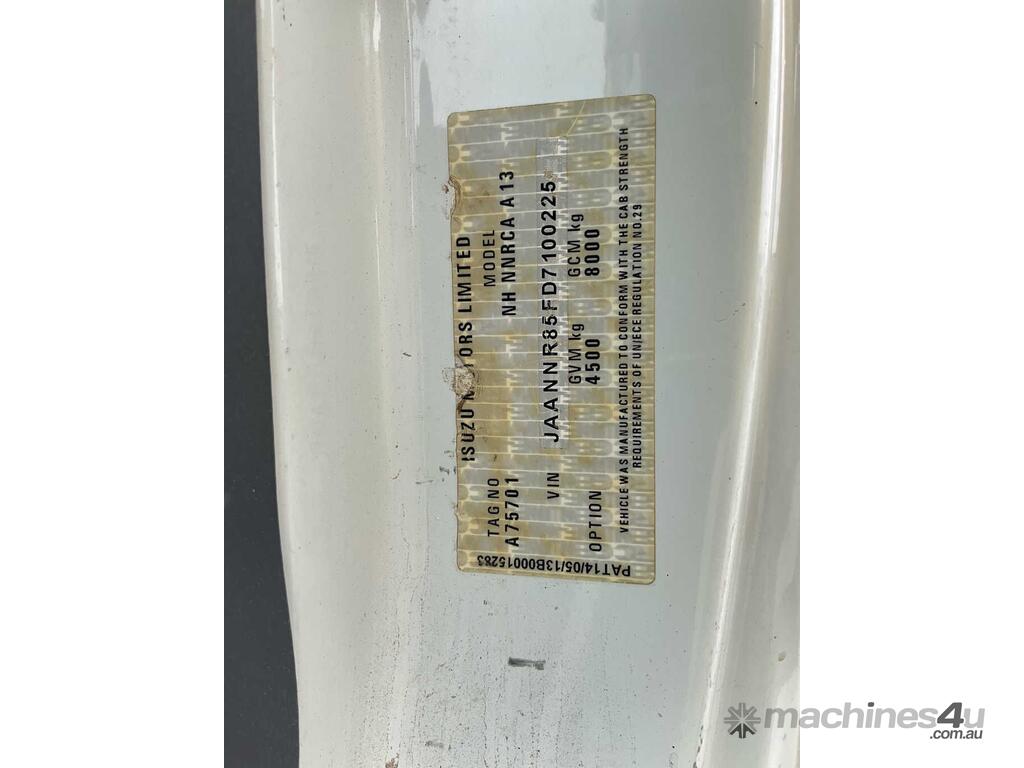 ISUZU MOTORS LIMITED
TAG NO MODEL
A75701 NH NNRCA A13
VIN JAANNR85FD7100225
GVM kg GCM kg
OPTION 4500 8000
VEHICLE WAS MANUFACTURED TO CONFORM WITH THE CAB STRENGTH
REQUIREMENTS OF UN/ECE REGULATION NO.29
PAT14/05/13B00015283
machines4u
.com.au